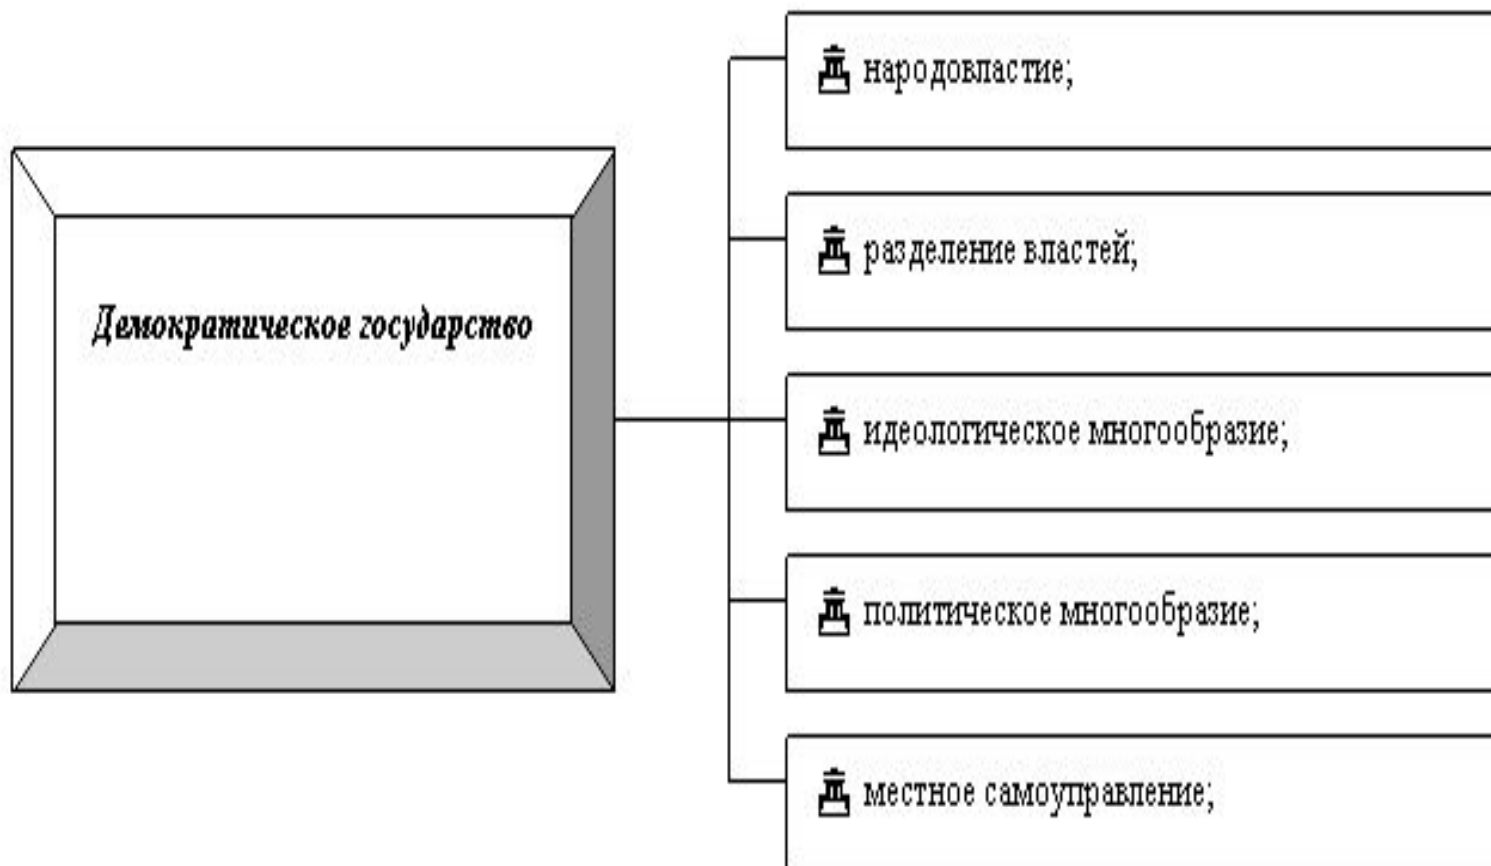 Демократическое государство
народовластие;
разделение властей;
идеологическое многообразие;
политическое многообразие;
местное самоуправление;